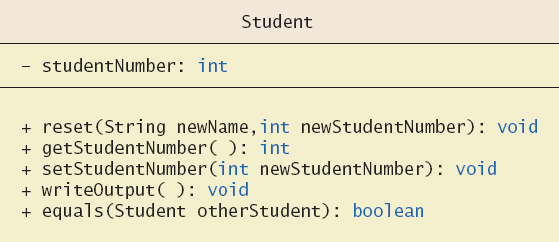 Student
- studentNumber: int
+ reset(String newName,int newStudentNumber): void
+ getStudentNumber( ): int
+ setStudentNumber(int newStudentNumber): void
+ writeOutput( ): void
+ equals(Student otherStudent): boolean